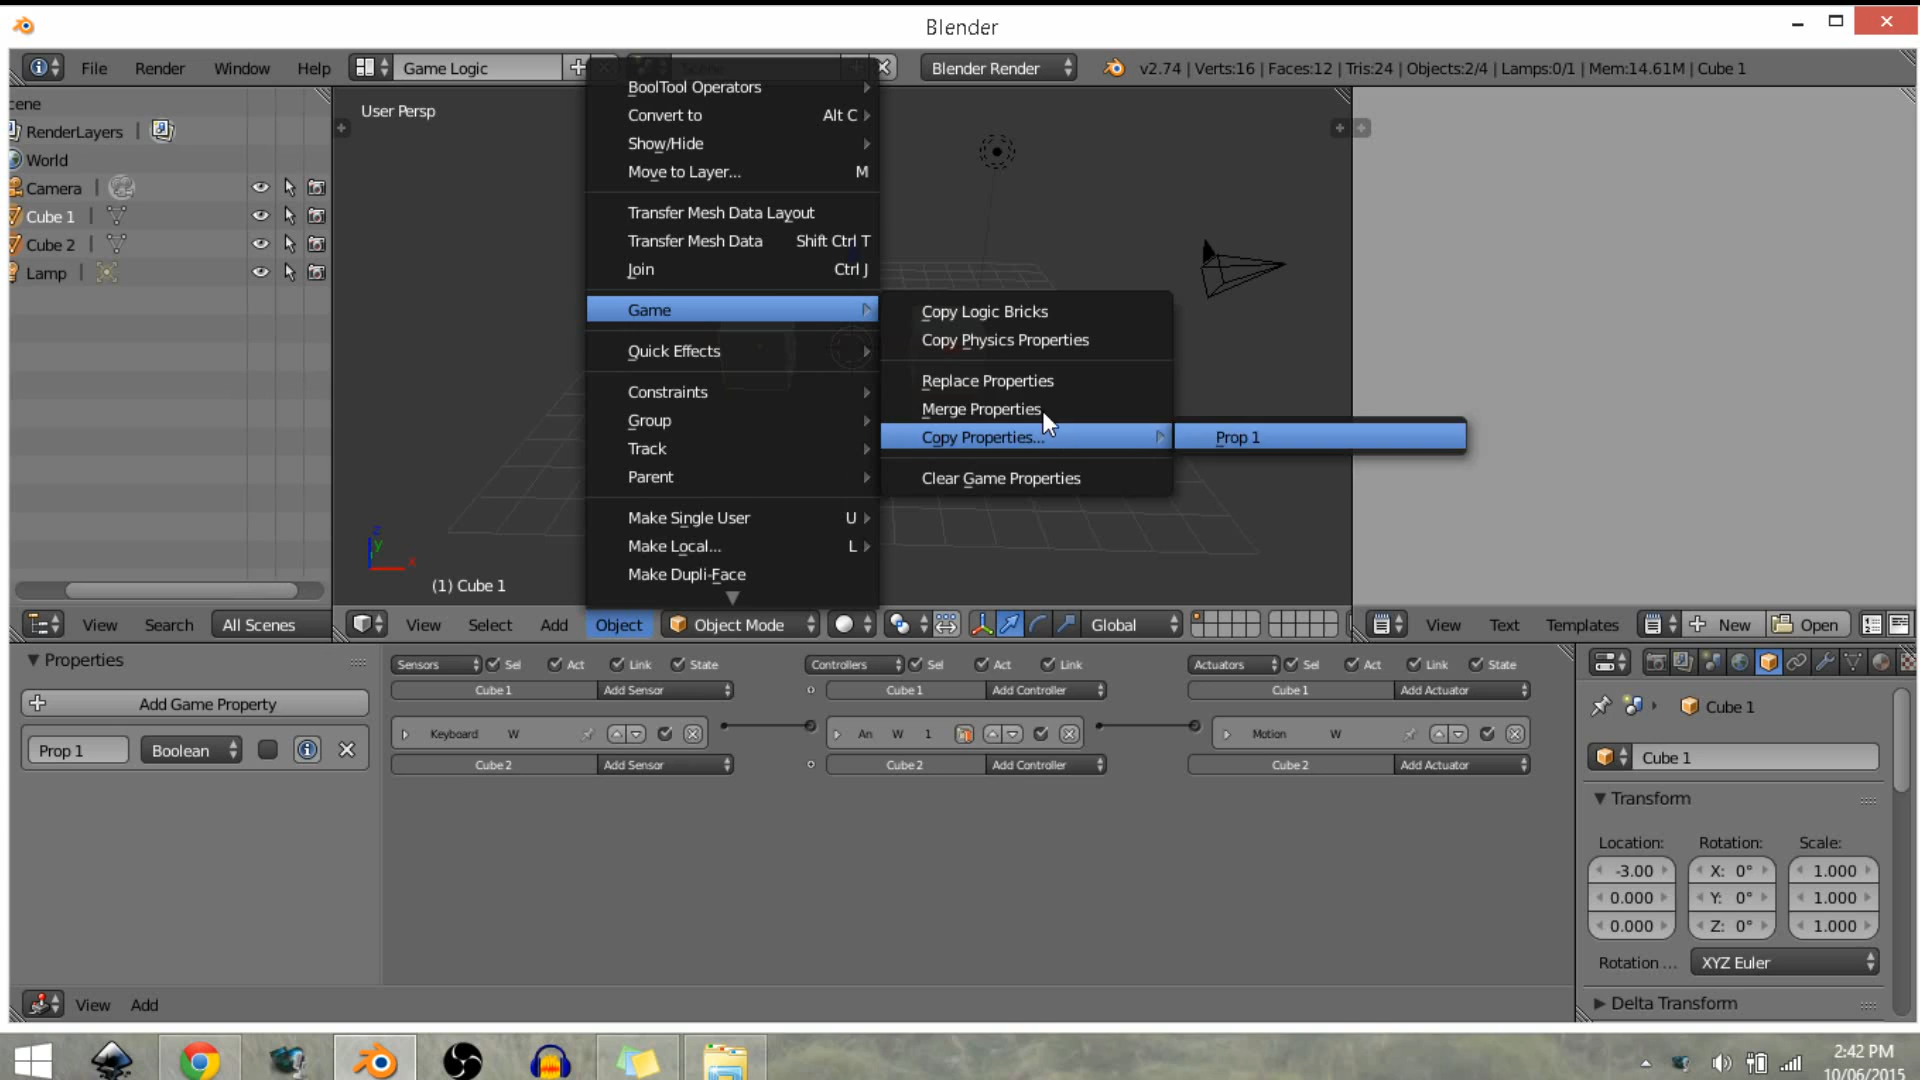 Blender
File Render Window Help Game Logic Blender Render v2.74 | Verts:16 | Faces:12 | Tris:24 | Objects:2/4 | Lamps:0/1 | Mem:14.61M | Cube 1
cene
RenderLayers
World
Camera
Cube 1
Cube 2
Lamp
User Persp
BoolTool Operators
Convert to Alt C
Show/Hide
Move to Layer... M
Transfer Mesh Data Layout
Transfer Mesh Data Shift Ctrl T
Join Ctrl J
Game
Quick Effects
Constraints
Group
Track
Parent
Make Single User U
Make Local... L
Make Dupli-Face
Copy Logic Bricks
Copy Physics Properties
Replace Properties
Merge Properties
Copy Properties...
Clear Game Properties
Prop 1
z
y
x
(1) Cube 1
View Search All Scenes
View Select Add Object Object Mode Global
View Text Templates New Open
Properties
Add Game Property
Prop 1 Boolean
Sensors Sel Act Link State Controllers Sel Act Link Actuators Sel Act Link State
Cube 1 Add Sensor Cube 1 Add Controller Cube 1 Add Actuator
Keyboard W An W 1 Motion W
Cube 2 Add Sensor Cube 2 Add Controller Cube 2 Add Actuator
Cube 1
Cube 1
Transform
Location: Rotation: Scale:
-3.00 X: 0° 1.000
0.000 Y: 0° 1.000
0.000 Z: 0° 1.000
Rotation ... XYZ Euler
Delta Transform
View Add
2:42 PM
10/06/2015